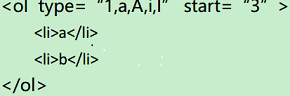 <ol type= “1,a,A,i,I” start= “3” >
<li>a</li>
<li>b</li>
</ol>